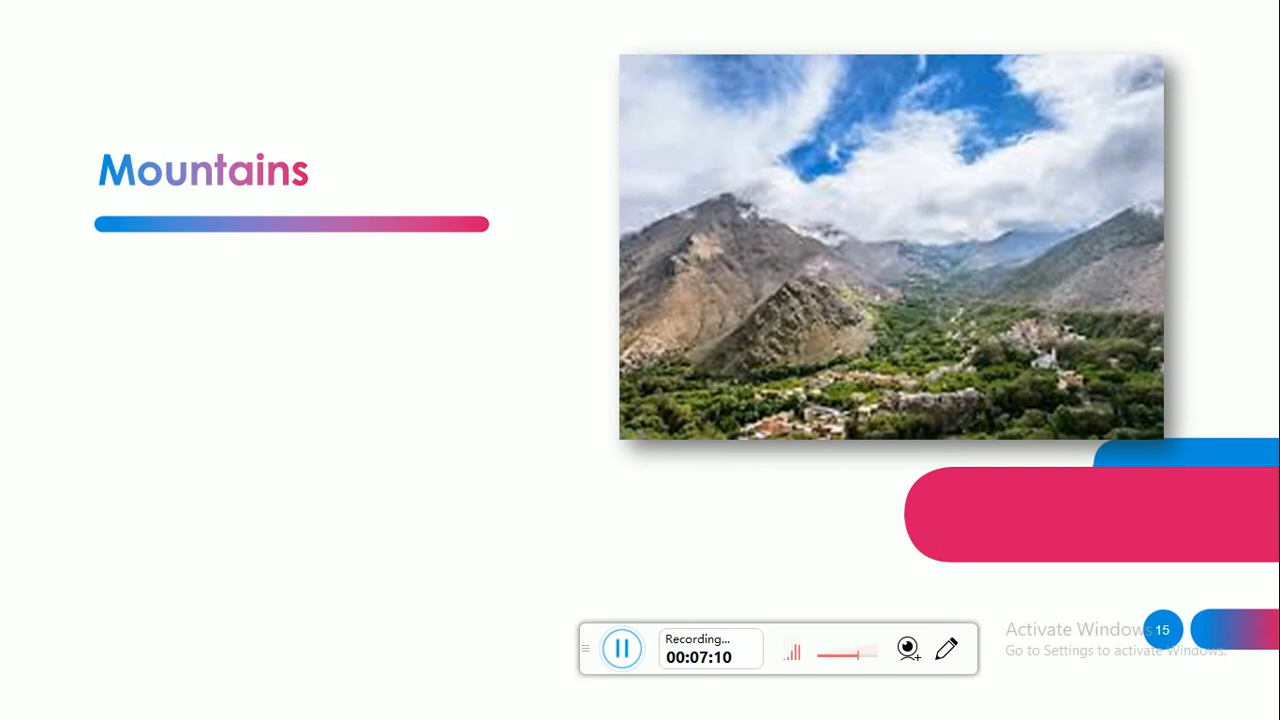 Mountains
Recording...
00:07:10
Activate Windows
15
Go to Settings to activate Windows.